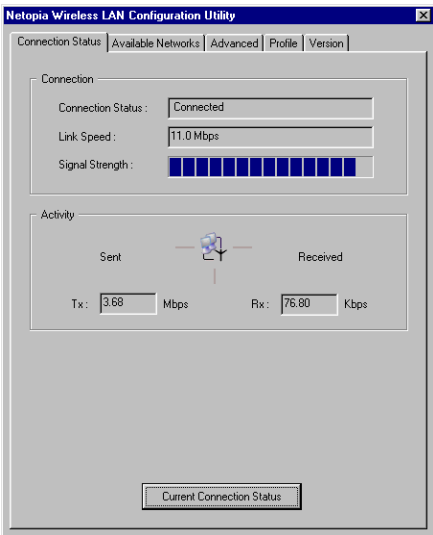 Netopia Wireless LAN Configuration Utility
Connection Status Available Networks Advanced Profile Version
Connection
Connection Status : Connected
Link Speed : 11.0 Mbps
Signal Strength :
Activity
Sent Received
Tx : 3.68 Mbps Rx : 76.80 Kbps
Current Connection Status